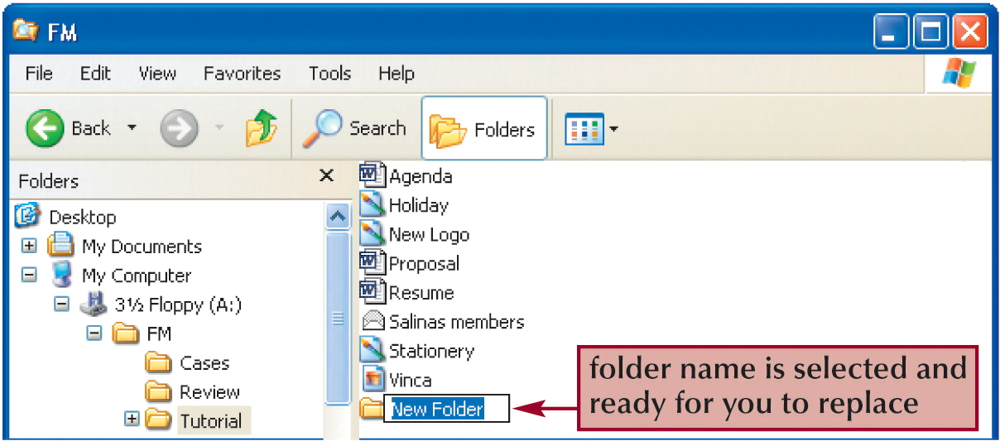 FM
File Edit View Favorites Tools Help
Back Search Folders
Folders
Desktop
My Documents
My Computer
3½ Floppy (A:)
FM
Cases
Review
Tutorial
Agenda
Holiday
New Logo
Proposal
Resume
Salinas members
Stationery
Vinca
New Folder
folder name is selected and
ready for you to replace